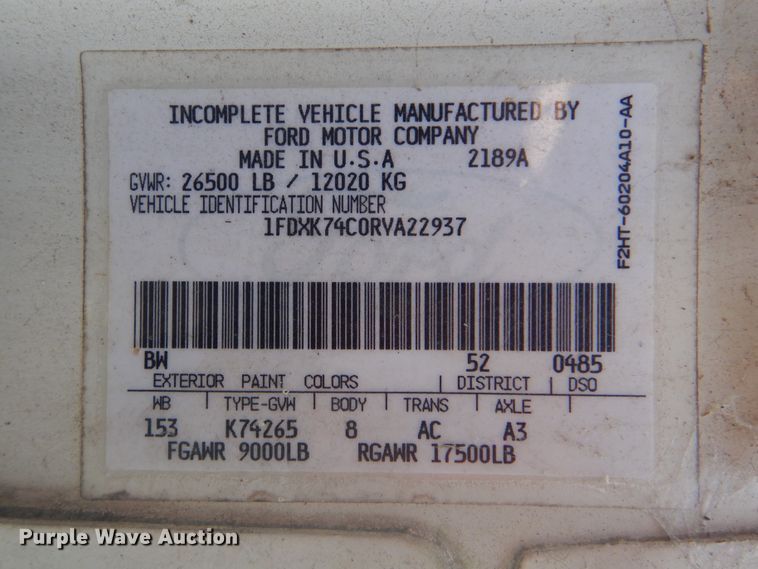 INCOMPLETE VEHICLE MANUFACTURED BY
FORD MOTOR COMPANY
MADE IN U.S.A 2189A
GVWR: 26500 LB / 12020 KG
VEHICLE IDENTIFICATION NUMBER
1FDXK74C0RVA22937
F2HT-60204A10-AA
BW 52 0485
EXTERIOR PAINT COLORS DISTRICT DSO
WB TYPE-GVW BODY TRANS AXLE
153 K74265 8 AC A3
FGAWR 9000LB RGAWR 17500LB
Purple Wave Auction